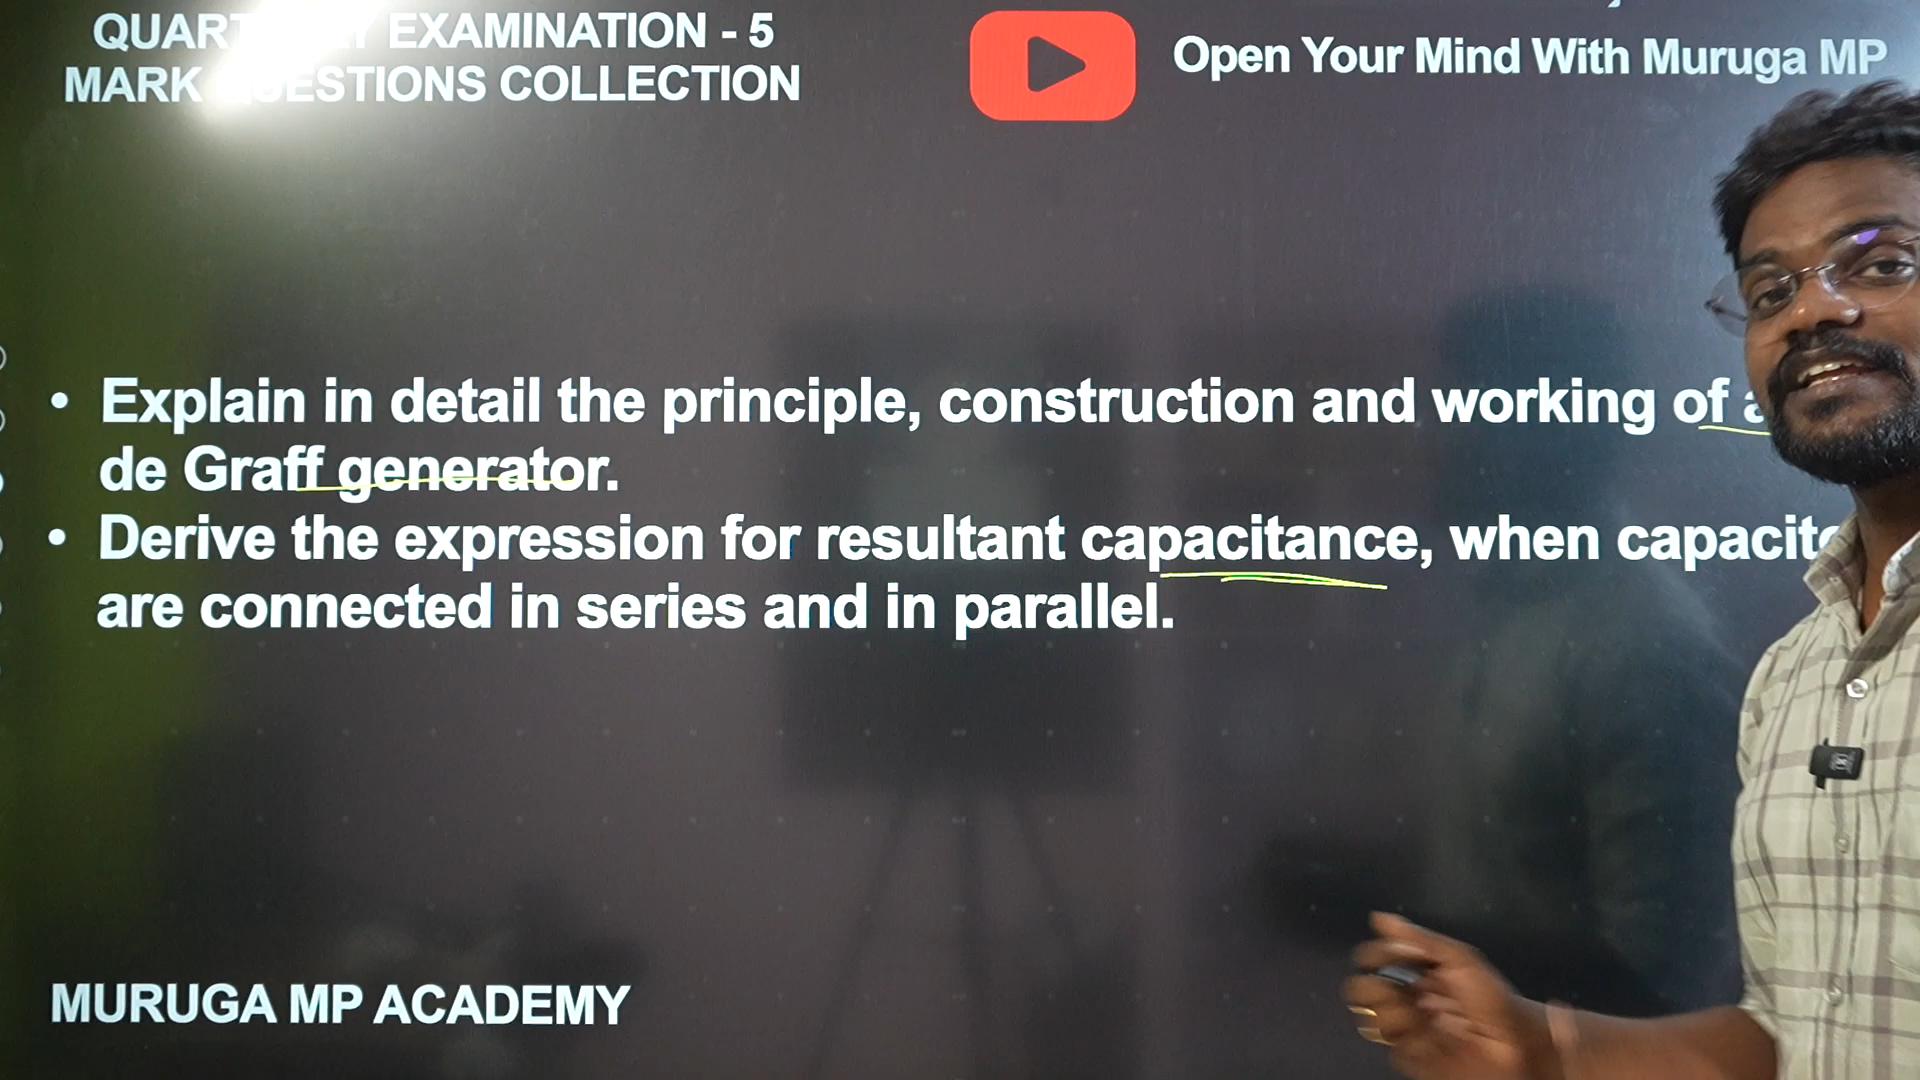 EXAMINATION - 5
MARK QUESTIONS COLLECTION
Open Your Mind With Muruga MP
• Explain in detail the principle, construction and working of a
de Graff generator.
• Derive the expression for resultant capacitance, when
are connected in series and in parallel.
MURUGA MP ACADEMY